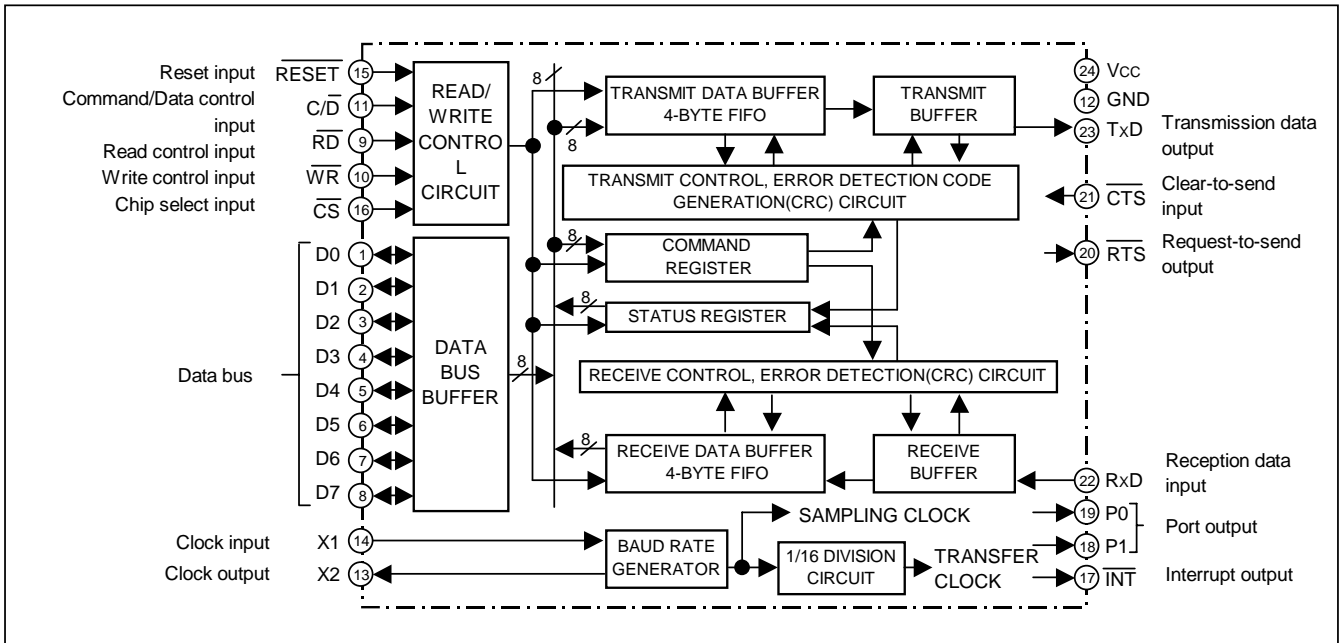 Reset input
RESET
15
Command/Data control
input
C/D
11
Read control input
RD
9
Write control input
WR
10
Chip select input
CS
16
READ/
WRITE
CONTRO
L
CIRCUIT
Data bus
D0
1
D1
2
D2
3
D3
4
D4
5
D5
6
D6
7
D7
8
DATA
BUS
BUFFER
8
8
8
TRANSMIT DATA BUFFER
4-BYTE FIFO
TRANSMIT
BUFFER
TRANSMIT CONTROL, ERROR DETECTION CODE
GENERATION(CRC) CIRCUIT
8
COMMAND
REGISTER
8
STATUS REGISTER
RECEIVE CONTROL, ERROR DETECTION(CRC) CIRCUIT
8
RECEIVE DATA BUFFER
4-BYTE FIFO
RECEIVE
BUFFER
Clock input
X1
14
Clock output
X2
13
BAUD RATE
GENERATOR
SAMPLING CLOCK
1/16 DIVISION
CIRCUIT
TRANSFER
CLOCK
24
VCC
12
GND
23
TXD
Transmission data
output
21
CTS
Clear-to-send
input
20
RTS
Request-to-send
output
22
RXD
Reception data
input
19
P0
18
P1
Port output
17
INT
Interrupt output